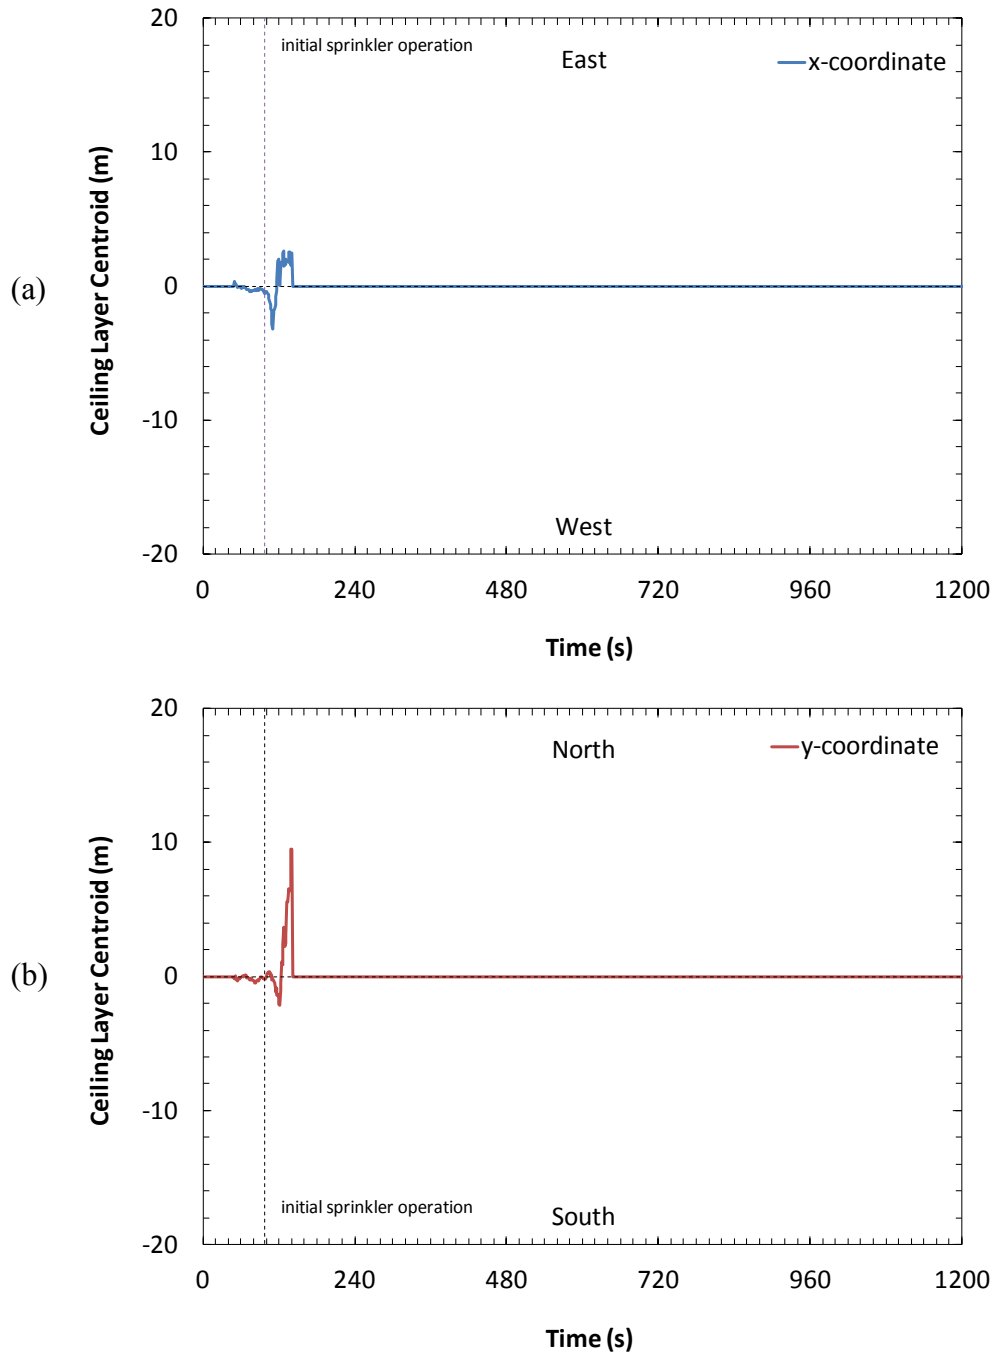 (a)
Ceiling Layer Centroid (m)
20
10
0
-10
-20
initial sprinkler operation
East
x-coordinate
West
0 240 480 720 960 1200
Time (s)
(b)
Ceiling Layer Centroid (m)
20
10
0
-10
-20
North
y-coordinate
initial sprinkler operation
South
0 240 480 720 960 1200
Time (s)